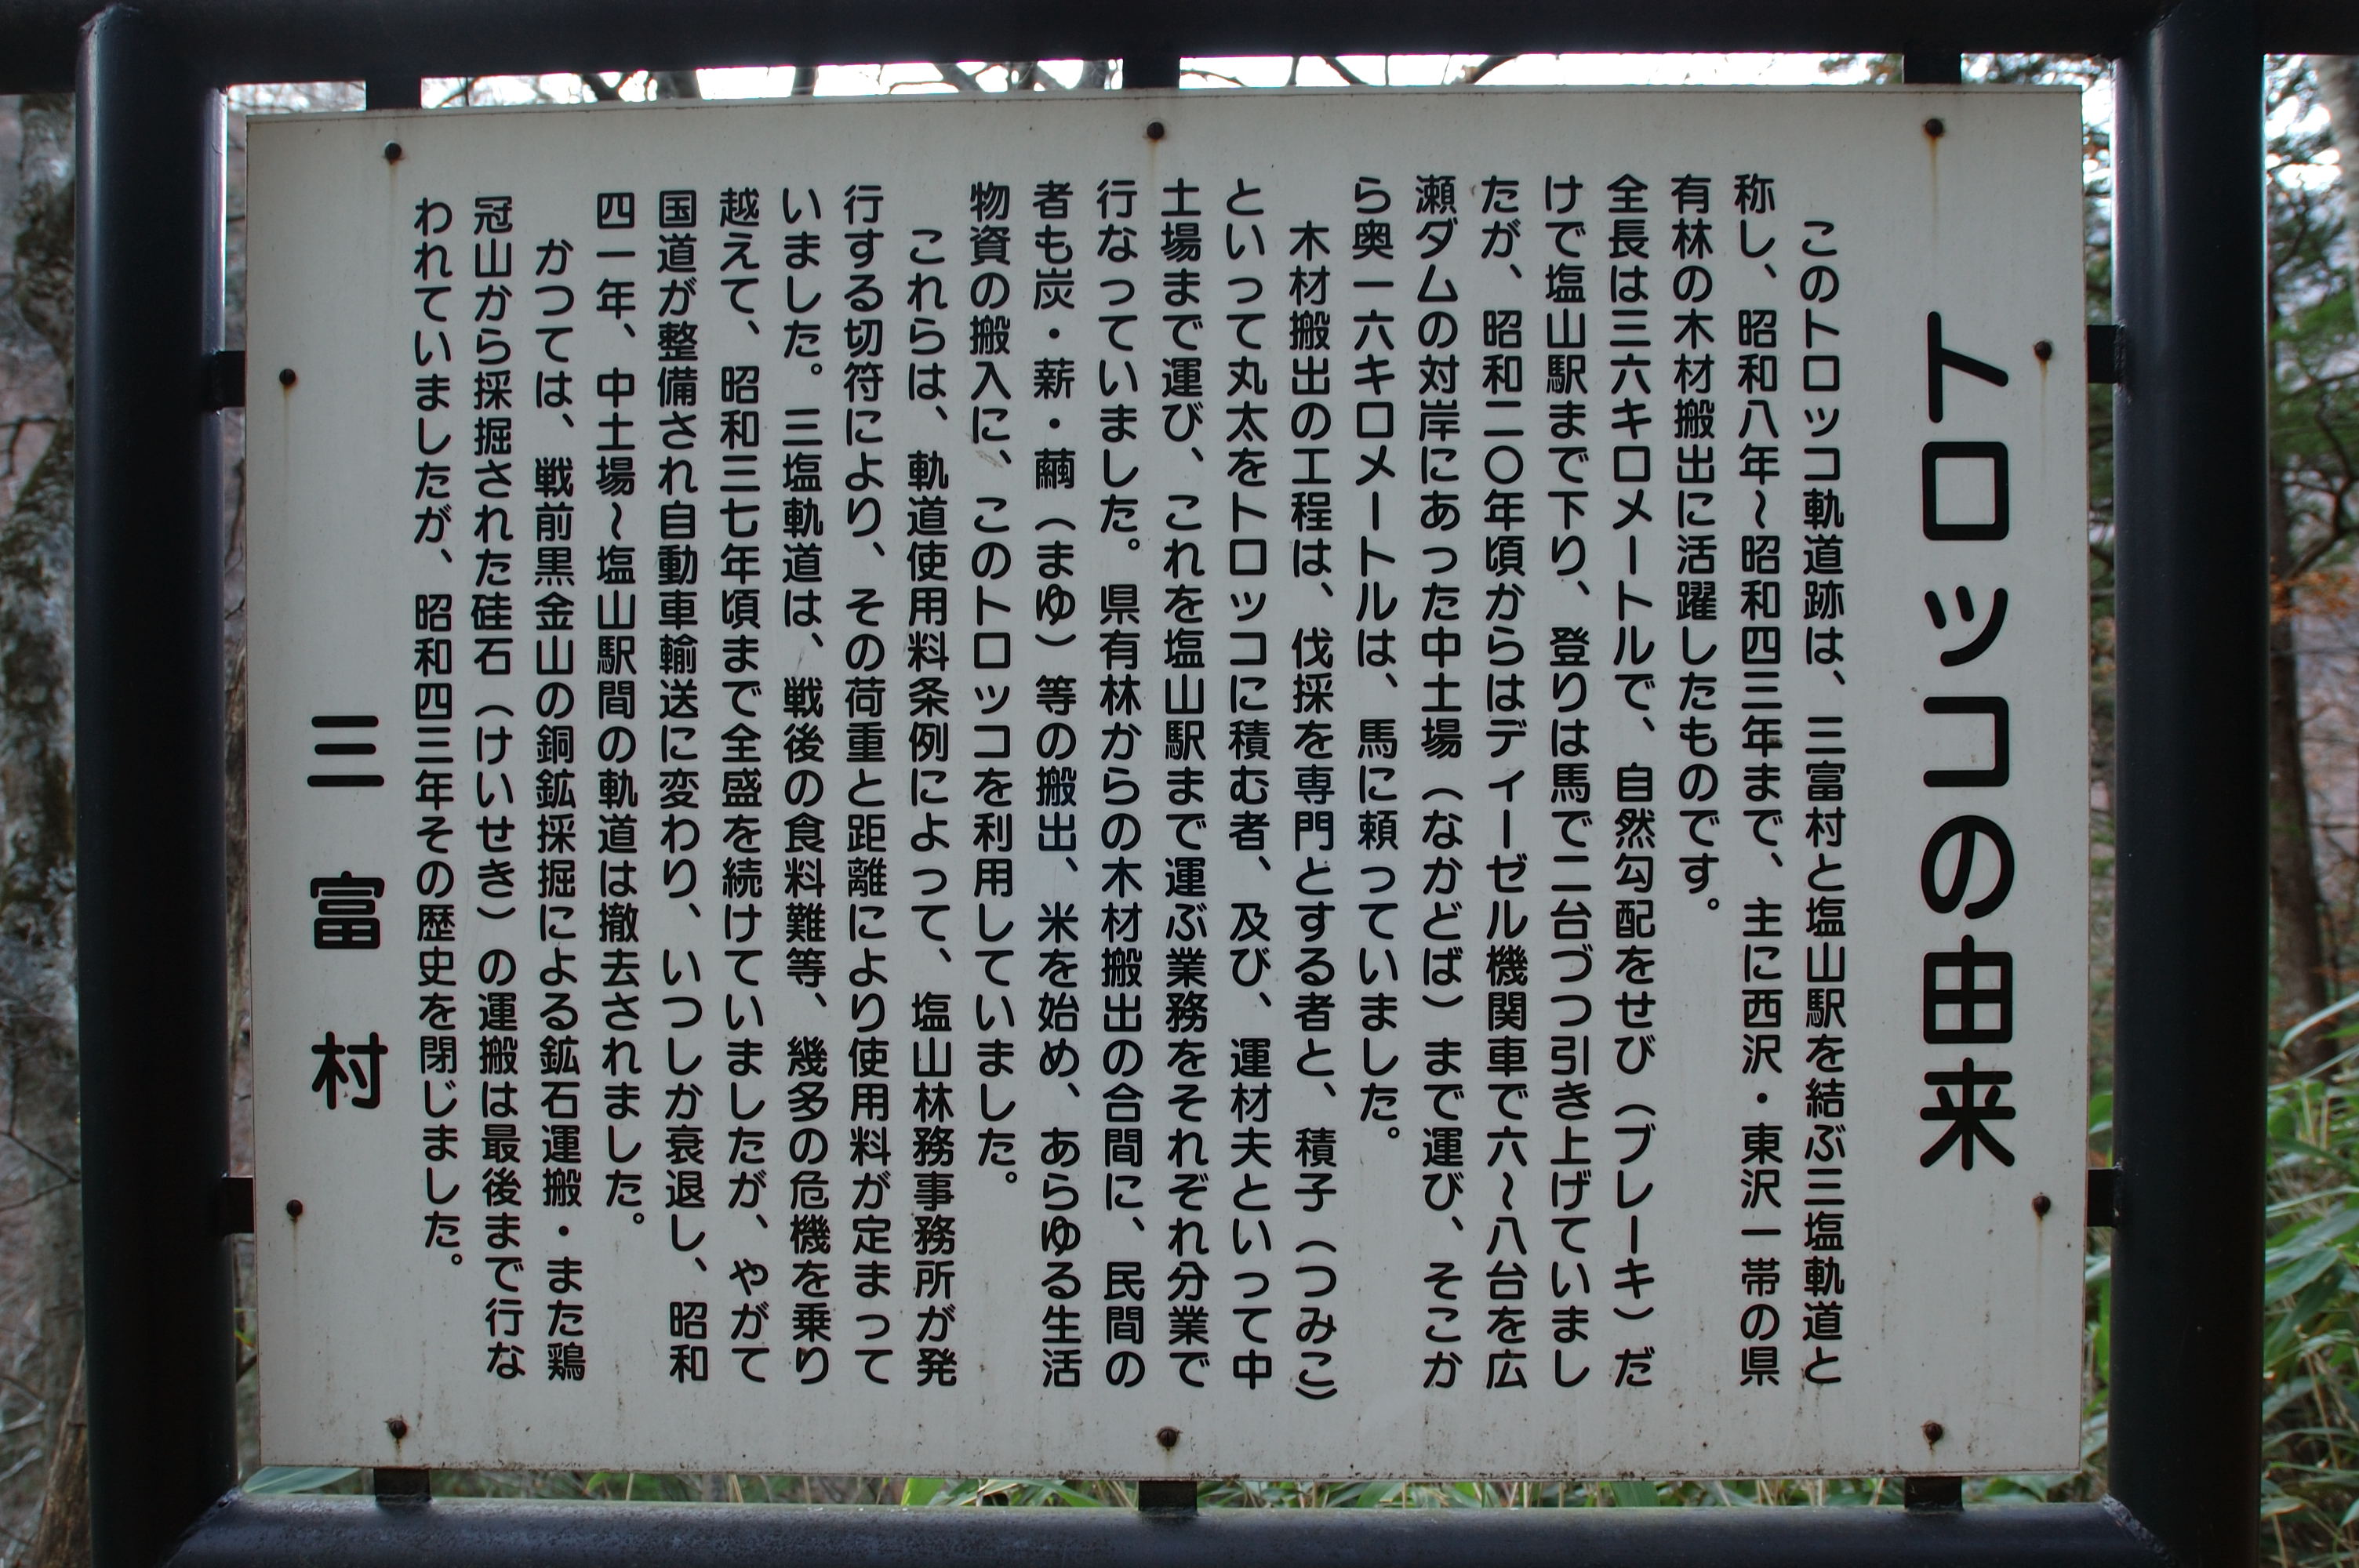 トロッコの由来
このトロッコ軌道跡は、三富村と塩山駅を結ぶ三塩軌道と
称し、昭和八年～昭和四三年まで、主に西沢・東沢一帯の県
有林の木材搬出に活躍したものです。
全長は三六キロメートルで、自然勾配をせび（ブレーキ）だ
けで塩山駅まで下り、登りは馬で二台づつ引き上げていまし
たが、昭和二〇年頃からはディーゼル機関車で六～八台を広
瀬ダムの対岸にあった中土場（なかどば）まで運び、そこか
ら奥一六キロメートルは、馬に頼っていました。
木材搬出の工程は、伐採を専門とする者と、積子（つみこ）
といって丸太をトロッコに積む者、及び、運材夫といって中
土場まで運び、これを塩山駅まで運ぶ業務をそれぞれ分業で
行なっていました。県有林からの木材搬出の合間に、民間の
者も炭・薪・繭（まゆ）等の搬出、米を始め、あらゆる生活
物資の搬入に、このトロッコを利用していました。
これらは、軌道使用料条例によって、塩山林務事務所が発
行する切符により、その荷重と距離により使用料が定まって
いました。三塩軌道は、戦後の食料難等、幾多の危機を乗り
越えて、昭和三七年頃まで全盛を続けていましたが、やがて
国道が整備され自動車輸送に変わり、いつしか衰退し、昭和
四一年、中土場～塩山駅間の軌道は撤去されました。
かつては、戦前黒金山の銅鉱採掘による鉱石運搬・また鶏
冠山から採掘された硅石（けいせき）の運搬は最後まで行な
われていましたが、昭和四三年その歴史を閉じました。
三富村